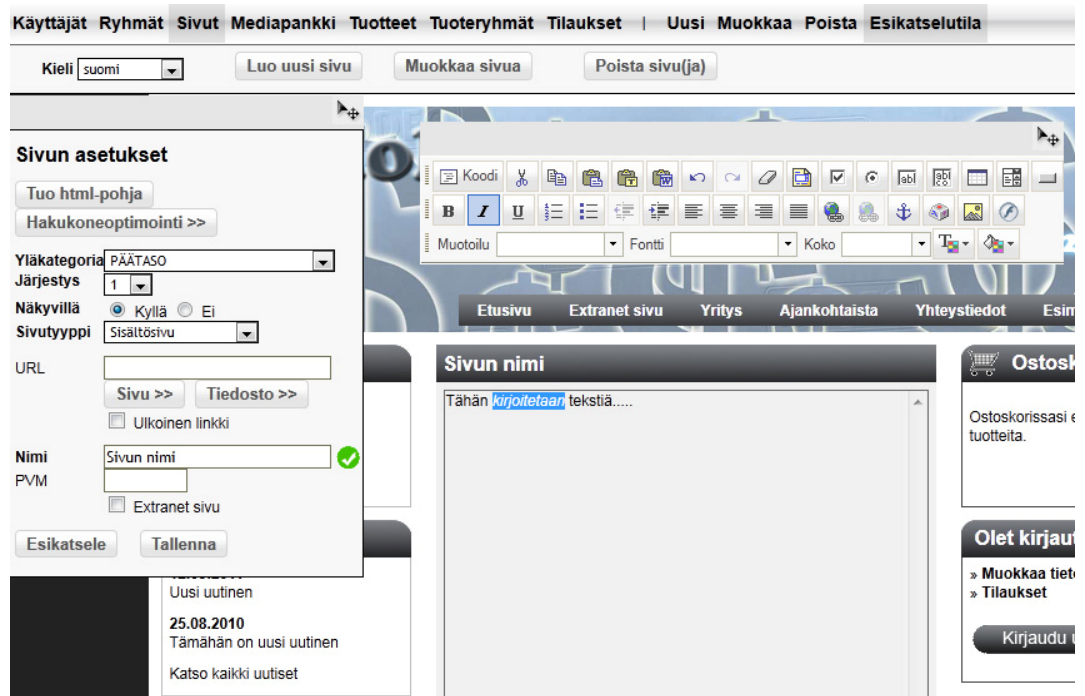 Käyttäjät Ryhmät Sivut Mediapankki Tuotteet Tuoteryhmät Tilaukset | Uusi Muokkaa Poista Esikatselutila
Kieli suomi Luo uusi sivu Muokkaa sivua Poista sivu(ja)
Sivun asetukset
Tuo html-pohja
Hakukoneoptimointi >>
Yläkategoria PÄÄTASO
Järjestys 1
Näkyvillä Kyllä Ei
Sivutyyppi Sisältösivu
URL
Sivu >> Tiedosto >>
Ulkoinen linkki
Nimi Sivun nimi
PVM
Extranet sivu
Esikatsele Tallenna
Uusi uutinen
25.08.2010
Tämähän on uusi uutinen
Katso kaikki uutiset
Koodi
B I U
Muotoilu Fontti Koko
Etusivu Extranet sivu Yritys Ajankohtaista Yhteystiedot
Sivun nimi
Tähän kirjoitetaan tekstiä.....
Ostoskorissasi
tuotteita.
» Muokkaa
» Tilaukset
Kirjaudu